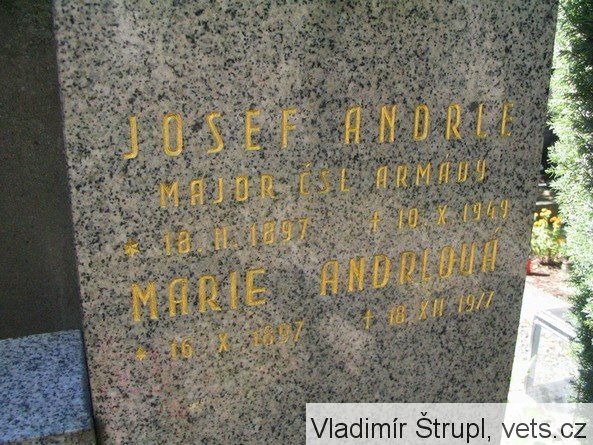 JOSEF ANDRLE
MAJOR ČSL ARMÁDY
* 18. II. 1897 † 10. X. 1949
MARIE ANDRLOVÁ
* 16. X. 1897 † 18. XII. 1977
Vladimír Štrupl, vets.cz